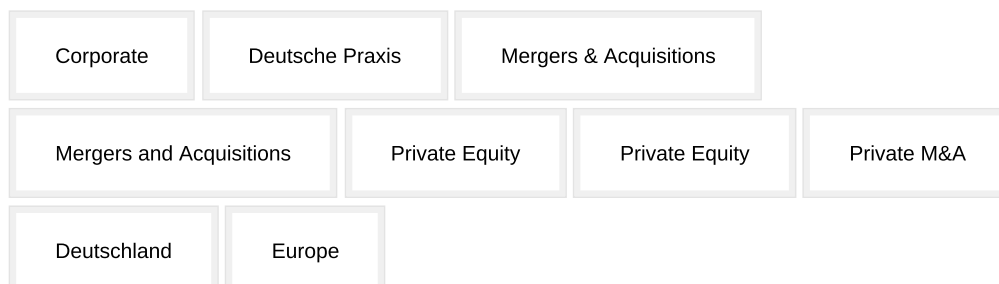 Corporate Deutsche Praxis Mergers & Acquisitions
Mergers and Acquisitions Private Equity Private Equity Private M&A
Deutschland Europe